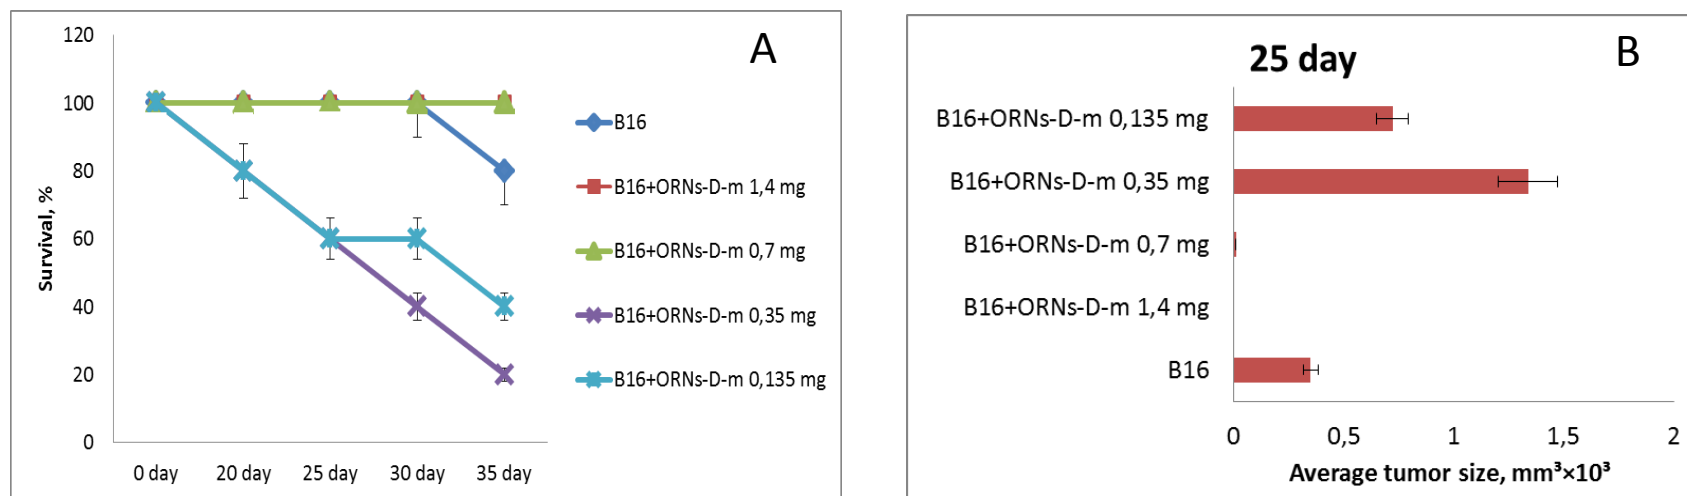 A
120
100
80
60
40
20
0
Survival, %
0 day 20 day 25 day 30 day 35 day
B16
B16+ORNs-D-m 1,4 mg
B16+ORNs-D-m 0,7 mg
B16+ORNs-D-m 0,35 mg
B16+ORNs-D-m 0,135 mg
B
25 day
B16+ORNs-D-m 0,135 mg
B16+ORNs-D-m 0,35 mg
B16+ORNs-D-m 0,7 mg
B16+ORNs-D-m 1,4 mg
B16
0 0,5 1 1,5 2
Average tumor size, mm³×10³